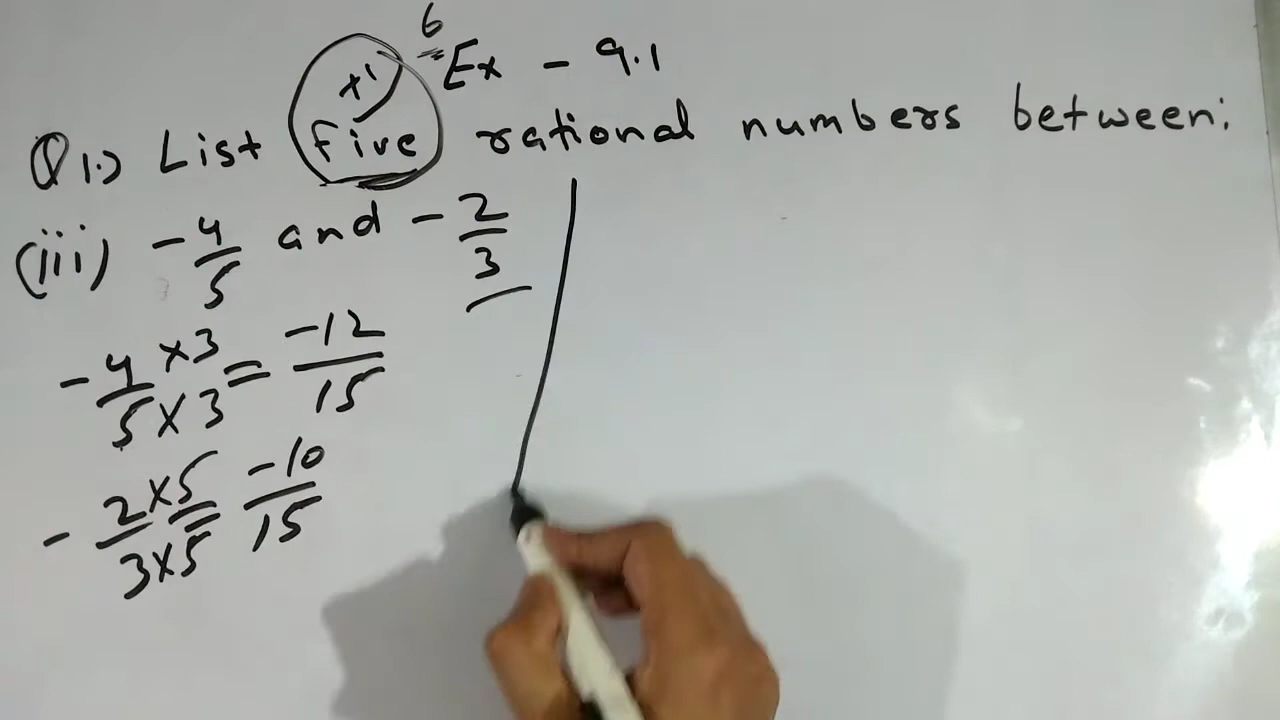 6
Ex - 9.1
+1
Q1.) List five rational numbers between:
(iii) -4/5 and -2/3
-4×3/5×3 = -12/15
-2×5/3×5 = -10/15